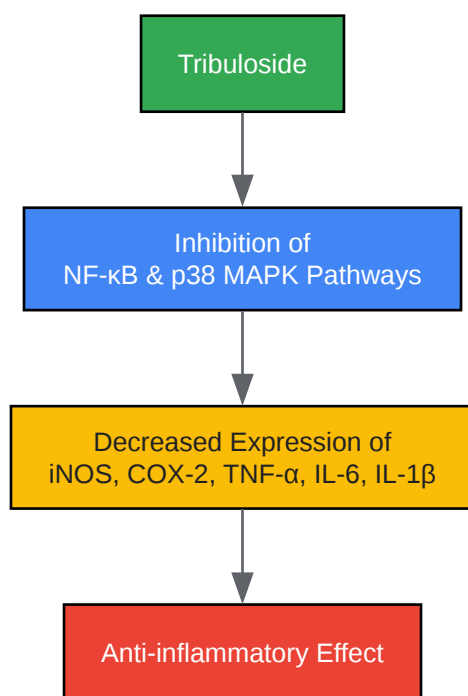 Tribuloside
Inhibition of
NF-κB & p38 MAPK Pathways
Decreased Expression of
iNOS, COX-2, TNF-α, IL-6, IL-1β
Anti-inflammatory Effect